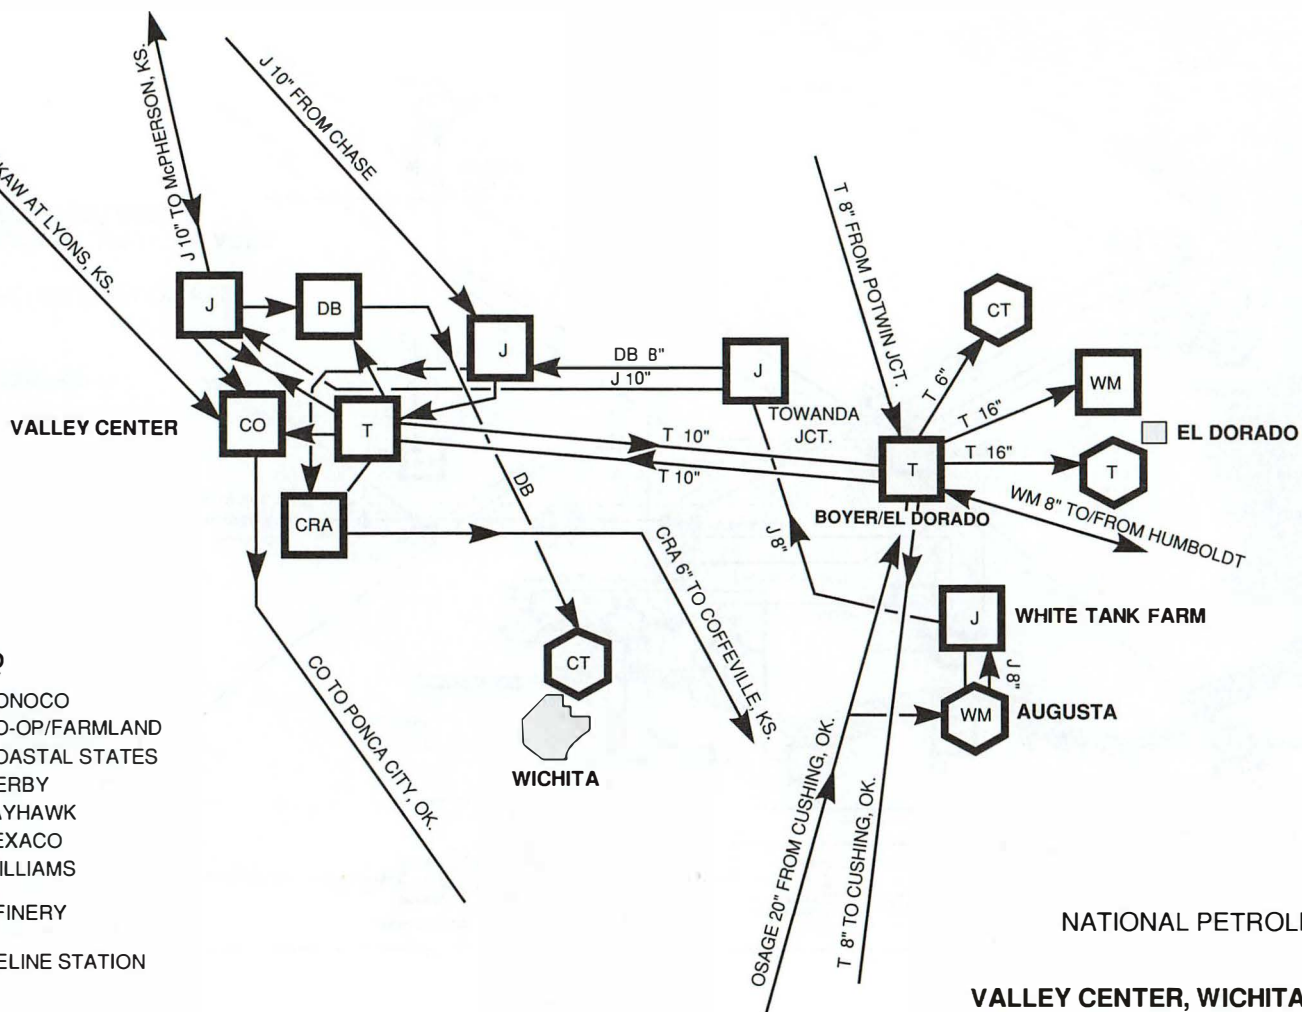 J 10" TO McPHERSON, KS.
J 10" FROM CHASE
KAW AT LYONS, KS.
T 8" FROM POTWIN JCT.
J
DB
J
J
CT
WM
DB 8"
J 10"
T 6"
T 16"
T 16"
TOWANDA
JCT.
VALLEY CENTER
CO
T
T 10"
T 10"
T
T
EL DORADO
BOYER/EL DORADO
WM 8" TO/FROM HUMBOLDT
CRA
DB
J 8"
CRA 6" TO COFFEVILLE, KS.
J
WHITE TANK FARM
J 8"
WM
AUGUSTA
CT
WICHITA
CO TO PONCA CITY, OK.
OSAGE 20" FROM CUSHING, OK.
T 8" TO CUSHING, OK.
ONOCO
O-OP/FARMLAND
OASTAL STATES
ERBY
AYHAWK
EXACO
ILLIAMS
FINERY
ELINE STATION
NATIONAL PETROL
VALLEY CENTER, WICHITA